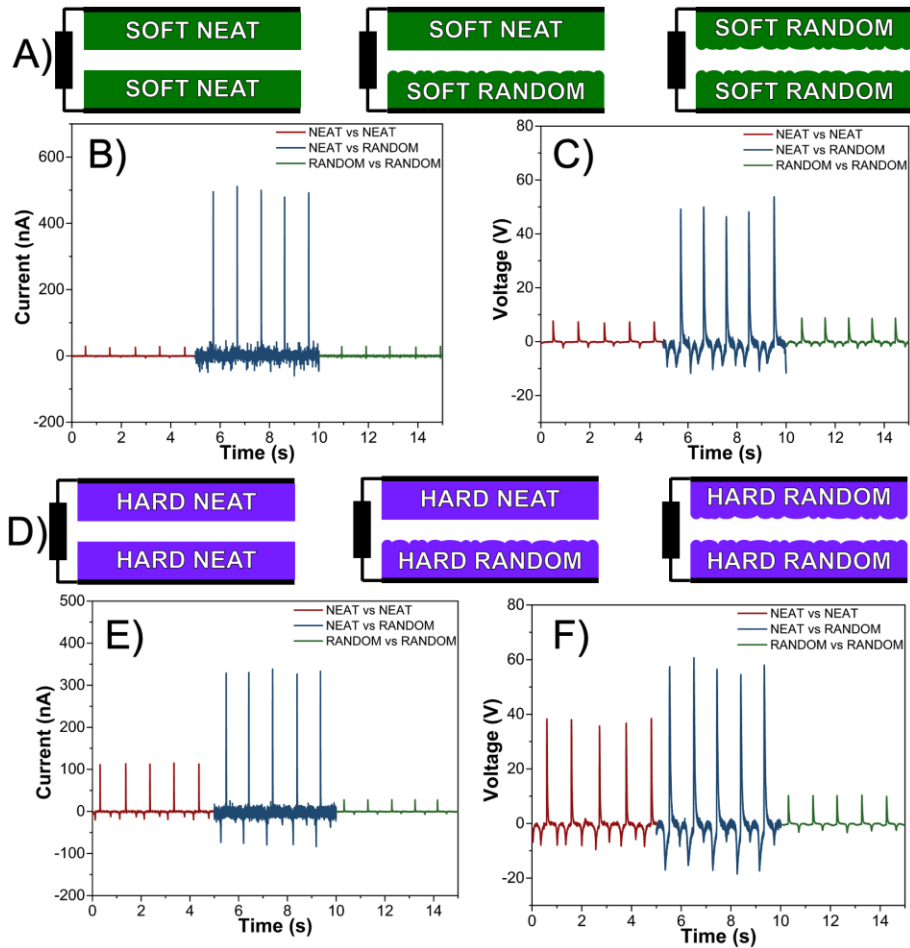 A)
SOFT NEAT
SOFT NEAT
SOFT NEAT
SOFT RANDOM
SOFT RANDOM
SOFT RANDOM
B)
NEAT vs NEAT
NEAT vs RANDOM
RANDOM vs RANDOM
Current (nA)
600
400
200
0
-200
0 2 4 6 8 10 12 14
Time (s)
C)
NEAT vs NEAT
NEAT vs RANDOM
RANDOM vs RANDOM
Voltage (V)
80
60
40
20
0
-20
0 2 4 6 8 10 12 14
Time (s)
D)
HARD NEAT
HARD NEAT
HARD NEAT
HARD RANDOM
HARD RANDOM
HARD RANDOM
E)
NEAT vs NEAT
NEAT vs RANDOM
RANDOM vs RANDOM
Current (nA)
500
400
300
200
100
0
-100
-200
0 2 4 6 8 10 12 14
Time (s)
F)
NEAT vs NEAT
NEAT vs RANDOM
RANDOM vs RANDOM
Voltage (V)
80
60
40
20
0
-20
0 2 4 6 8 10 12 14
Time (s)